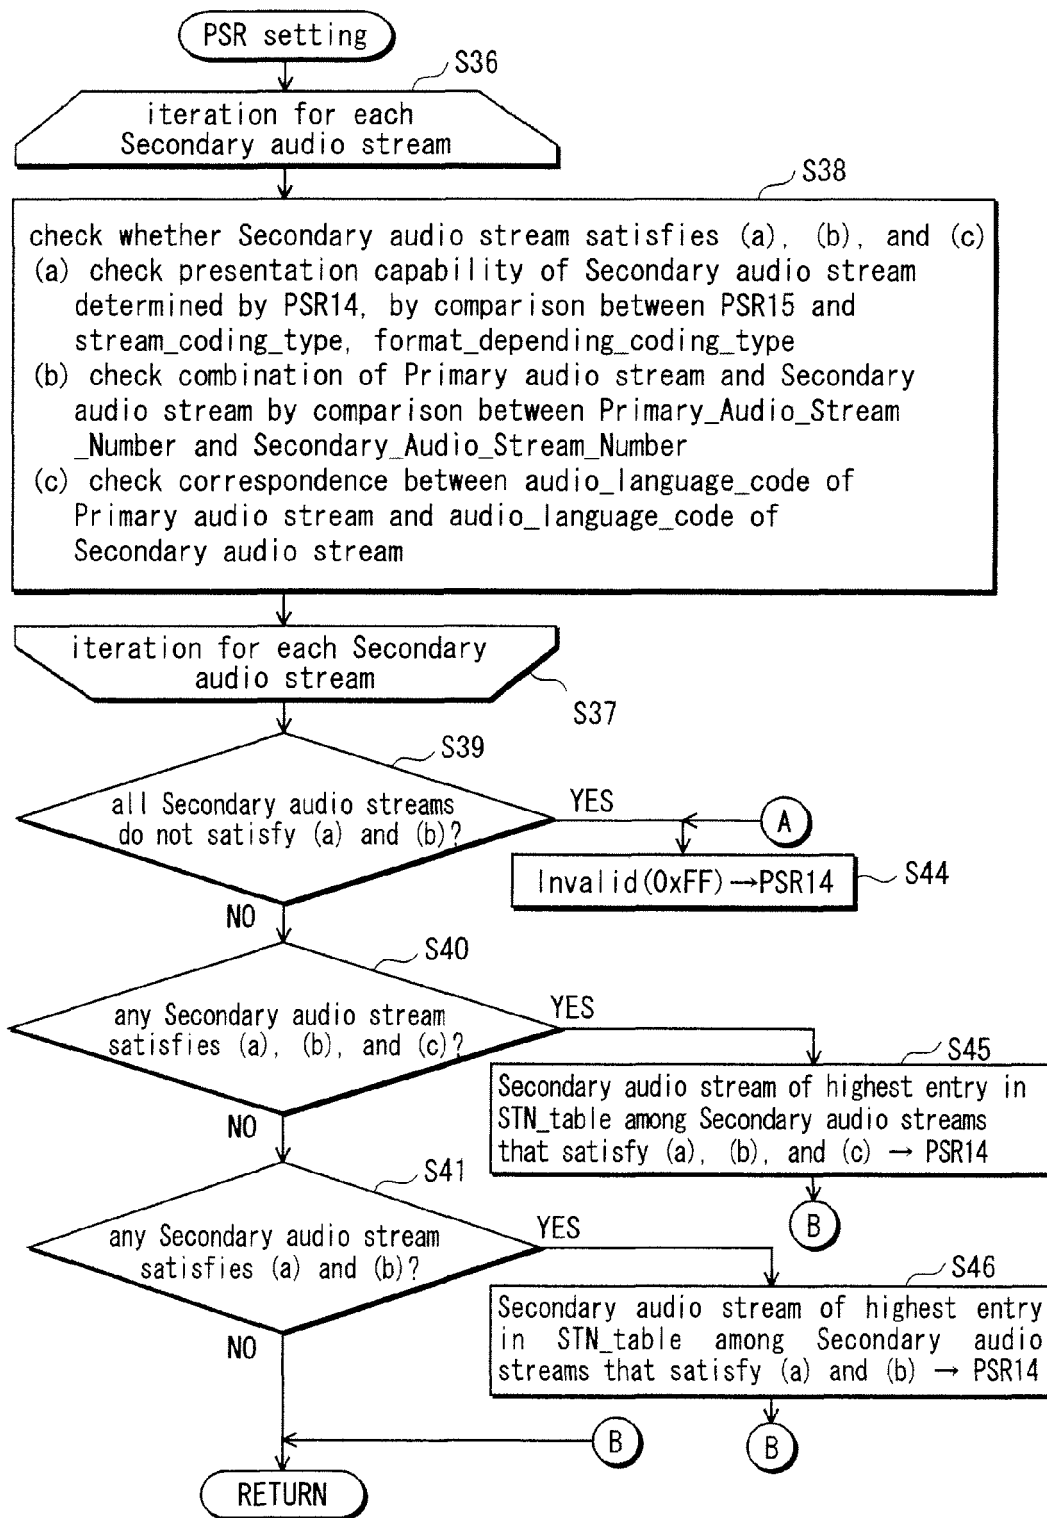 PSR setting
S36
iteration for each
Secondary audio stream
S38
check whether Secondary audio stream satisfies (a), (b), and (c)
(a) check presentation capability of Secondary audio stream
determined by PSR14, by comparison between PSR15 and
stream_coding_type, format_depending_coding_type
(b) check combination of Primary audio stream and Secondary
audio stream by comparison between Primary_Audio_Stream
_Number and Secondary_Audio_Stream_Number
(c) check correspondence between audio_language_code of
Primary audio stream and audio_language_code of
Secondary audio stream
iteration for each Secondary
audio stream
S37
S39
all Secondary audio streams
do not satisfy (a) and (b)?
YES
A
Invalid(0xFF)→PSR14
S44
NO
S40
any Secondary audio stream
satisfies (a), (b), and (c)?
YES
S45
Secondary audio stream of highest entry in
STN_table among Secondary audio streams
that satisfy (a), (b), and (c) → PSR14
NO
B
S41
any Secondary audio stream
satisfies (a) and (b)?
YES
S46
Secondary audio stream of highest entry
in STN_table among Secondary audio
streams that satisfy (a) and (b) → PSR14
NO
B
B
RETURN